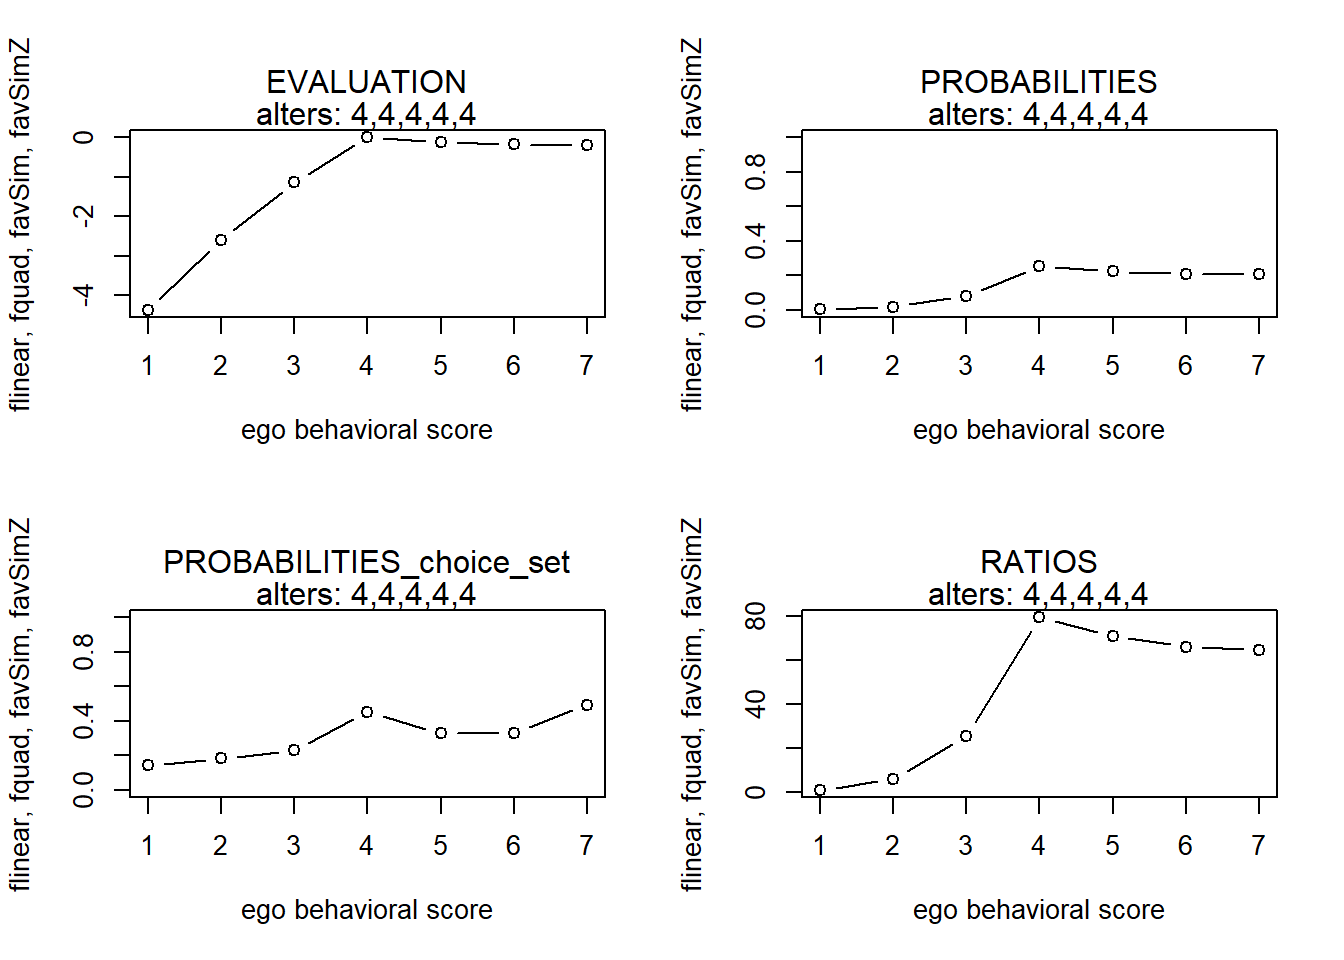 EVALUATION
alters: 4,4,4,4,4
flinear, fquad, favSim, favSimZ
0
-2
-4
1 2 3 4 5 6 7
ego behavioral score
PROBABILITIES
alters: 4,4,4,4,4
flinear, fquad, favSim, favSimZ
0.8
0.4
0.0
1 2 3 4 5 6 7
ego behavioral score
PROBABILITIES_choice_set
alters: 4,4,4,4,4
flinear, fquad, favSim, favSimZ
0.8
0.4
0.0
1 2 3 4 5 6 7
ego behavioral score
RATIOS
alters: 4,4,4,4,4
flinear, fquad, favSim, favSimZ
80
40
0
1 2 3 4 5 6 7
ego behavioral score